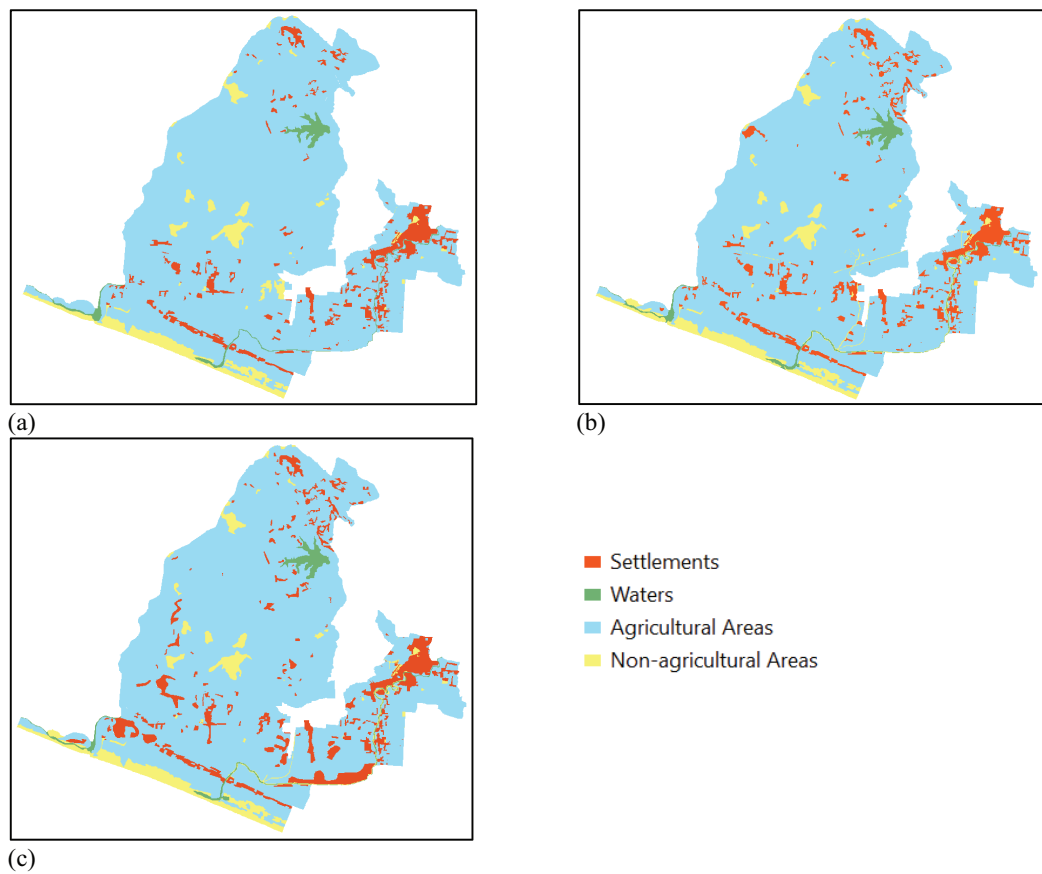 (a)
(b)
(c)
Settlements
Waters
Agricultural Areas
Non-agricultural Areas